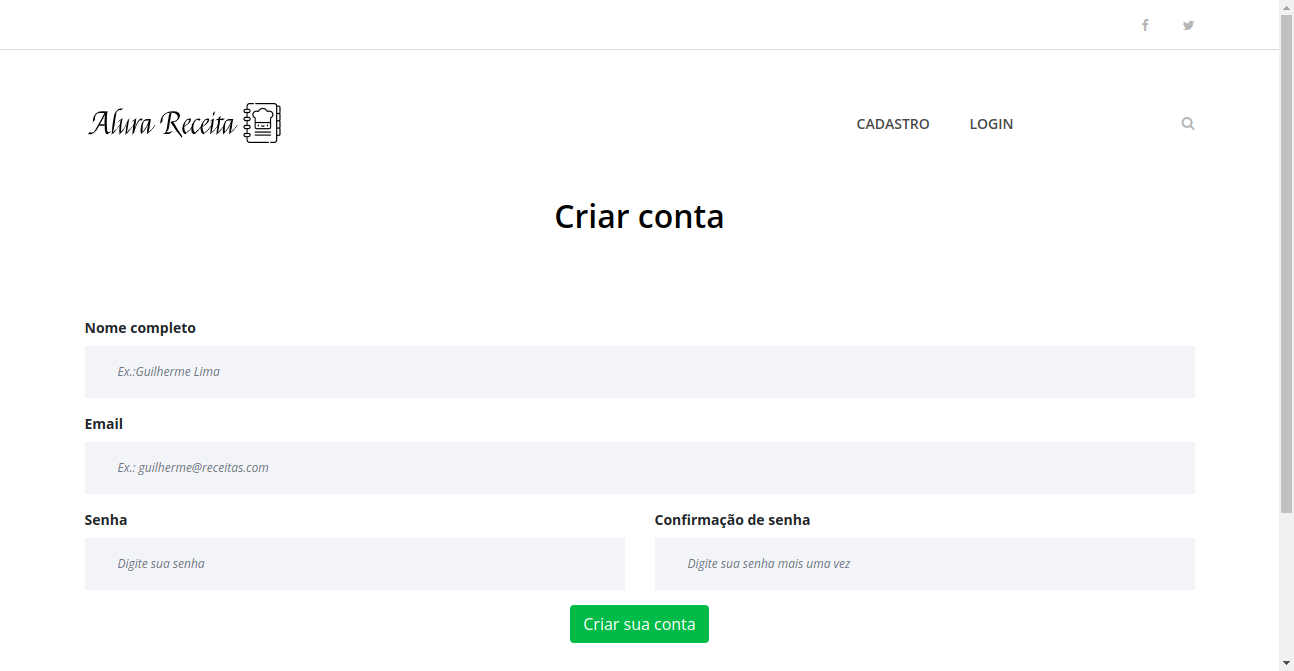 Alura Receita
CADASTRO LOGIN
Criar conta
Nome completo
Ex.:Guilherme Lima
Email
Ex.: guilherme@receitas.com
Senha Confirmação de senha
Digite sua senha Digite sua senha mais uma vez
Criar sua conta